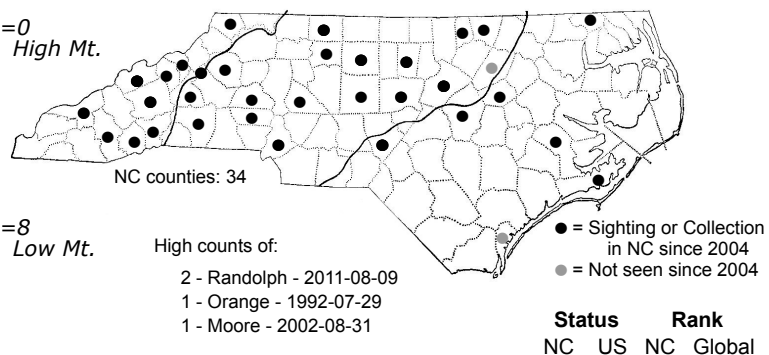 =0
High Mt.
NC counties: 34
=8
Low Mt.
High counts of:
2 - Randolph - 2011-08-09
1 - Orange - 1992-07-29
1 - Moore - 2002-08-31
● = Sighting or Collection
in NC since 2004
● = Not seen since 2004
Status Rank
NC US NC Global